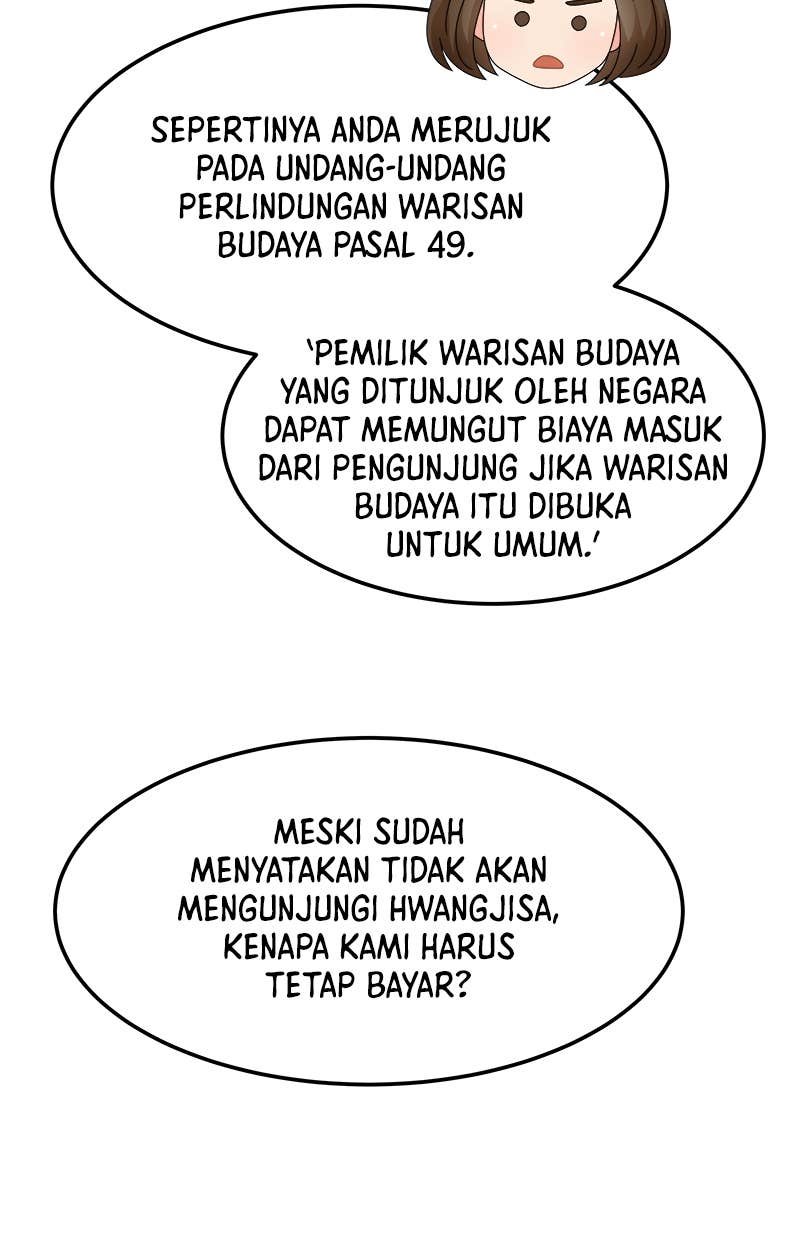 SEPERTINYA ANDA MERUJUK
PADA UNDANG-UNDANG
PERLINDUNGAN WARISAN
BUDAYA PASAL 49.
'PEMILIK WARISAN BUDAYA
YANG DITUNJUK OLEH NEGARA
DAPAT MEMUNGUT BIAYA MASUK
DARI PENGUNJUNG JIKA WARISAN
BUDAYA ITU DIBUKA
UNTUK UMUM.'
MESKI SUDAH
MENYATAKAN TIDAK AKAN
MENGUNJUNGI HWANGJISA,
KENAPA KAMI HARUS
TETAP BAYAR?